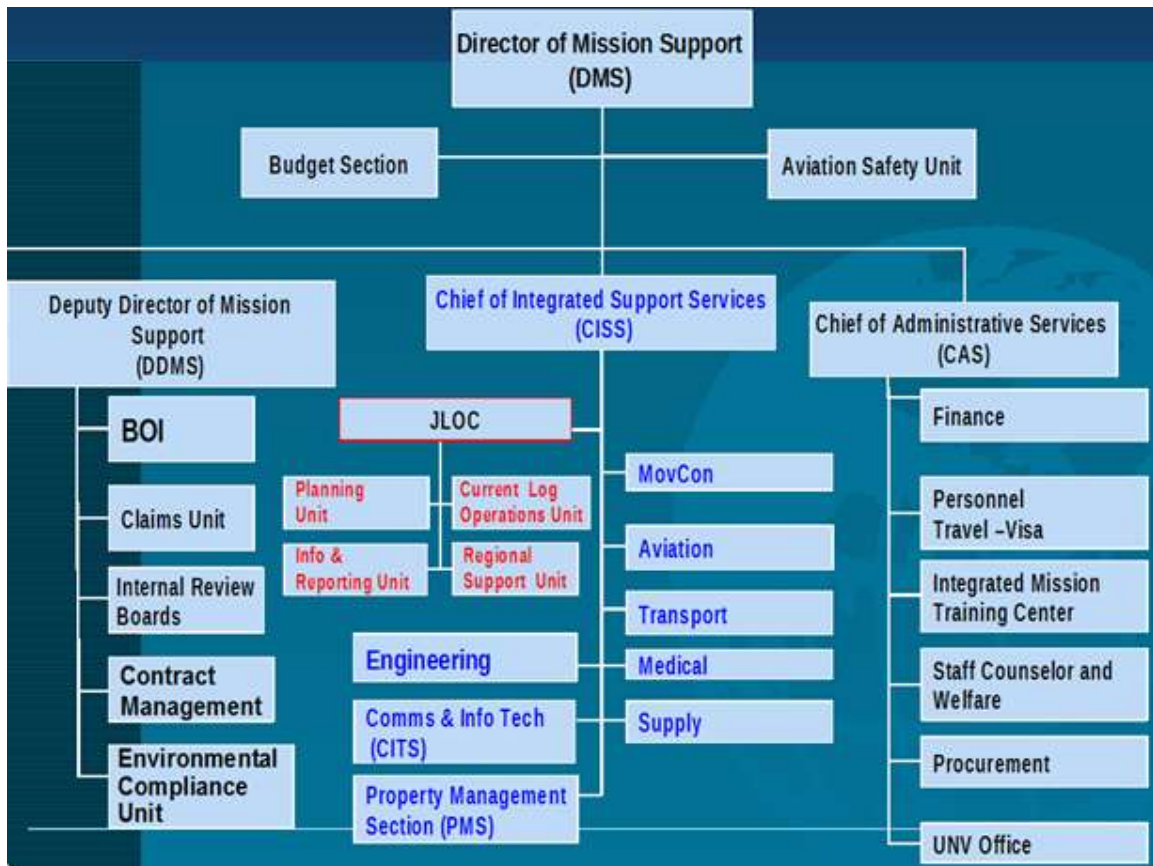 Director of Mission Support
(DMS)
Budget Section
Aviation Safety Unit
Deputy Director of Mission
Support
(DDMS)
Chief of Integrated Support Services
(CISS)
Chief of Administrative Services
(CAS)
BOI
Claims Unit
Internal Review
Boards
Contract
Management
Environmental
Compliance
Unit
JLOC
Planning
Unit
Current Log
Operations Unit
Info &
Reporting Unit
Regional
Support Unit
Engineering
Comms & Info Tech
(CITS)
Property Management
Section (PMS)
MovCon
Aviation
Transport
Medical
Supply
Finance
Personnel
Travel –Visa
Integrated Mission
Training Center
Staff Counselor and
Welfare
Procurement
UNV Office